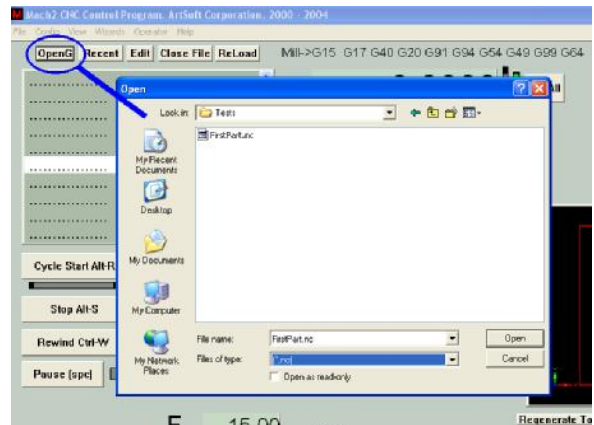 Mach2 CNC Control Program. ArtSoft Corporation. 2000 - 2004
File Config View Wizards Operator Help
OpenG Recent Edit Close File ReLoad Mill->G15 G17 G40 G20 G91 G94 G54 G49 G99 G64
Open
Look in: Tests
FirstPart.nc
My Recent
Documents
Desktop
My Documents
My Computer
My Network
Places
File name: FirstPart.nc Open
Files of type: Cancel
Open as read-only
Cycle Start Alt-R
Stop Alt-S
Rewind Ctrl-W
Pause (spc)
F 15.00
Regenerate To